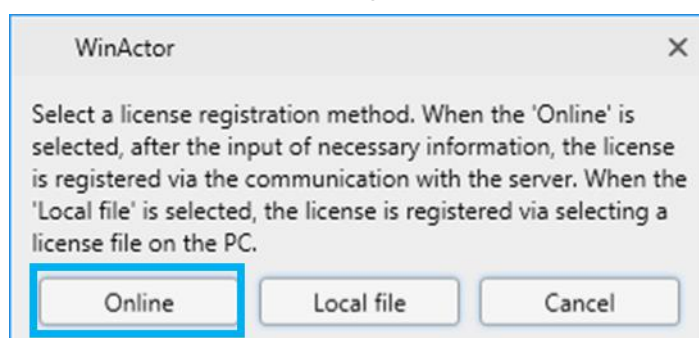 WinActor
Select a license registration method. When the 'Online' is
selected, after the input of necessary information, the license
is registered via the communication with the server. When the
'Local file' is selected, the license is registered via selecting a
license file on the PC.
Online Local file Cancel